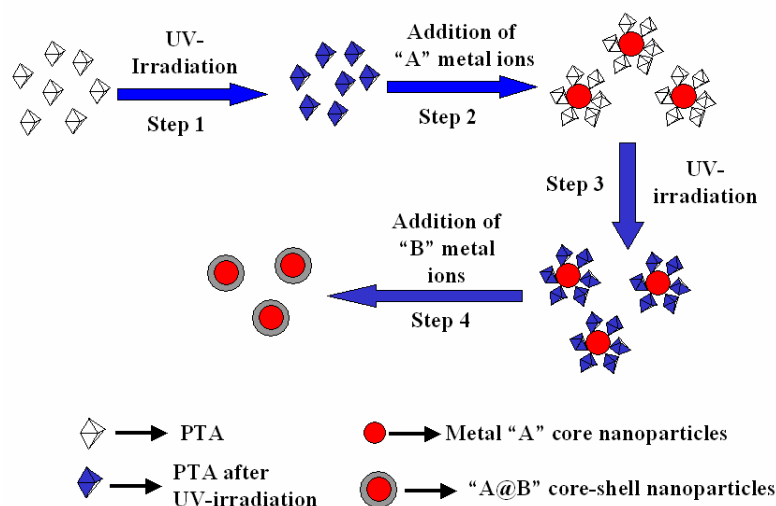 UV-
Irradiation
Step 1
Addition of
“A” metal ions
Step 2
Step 3
UV-
irradiation
Addition of
“B” metal
ions
Step 4
PTA
Metal “A” core nanoparticles
PTA after
UV-irradiation
“A@B” core-shell nanoparticles